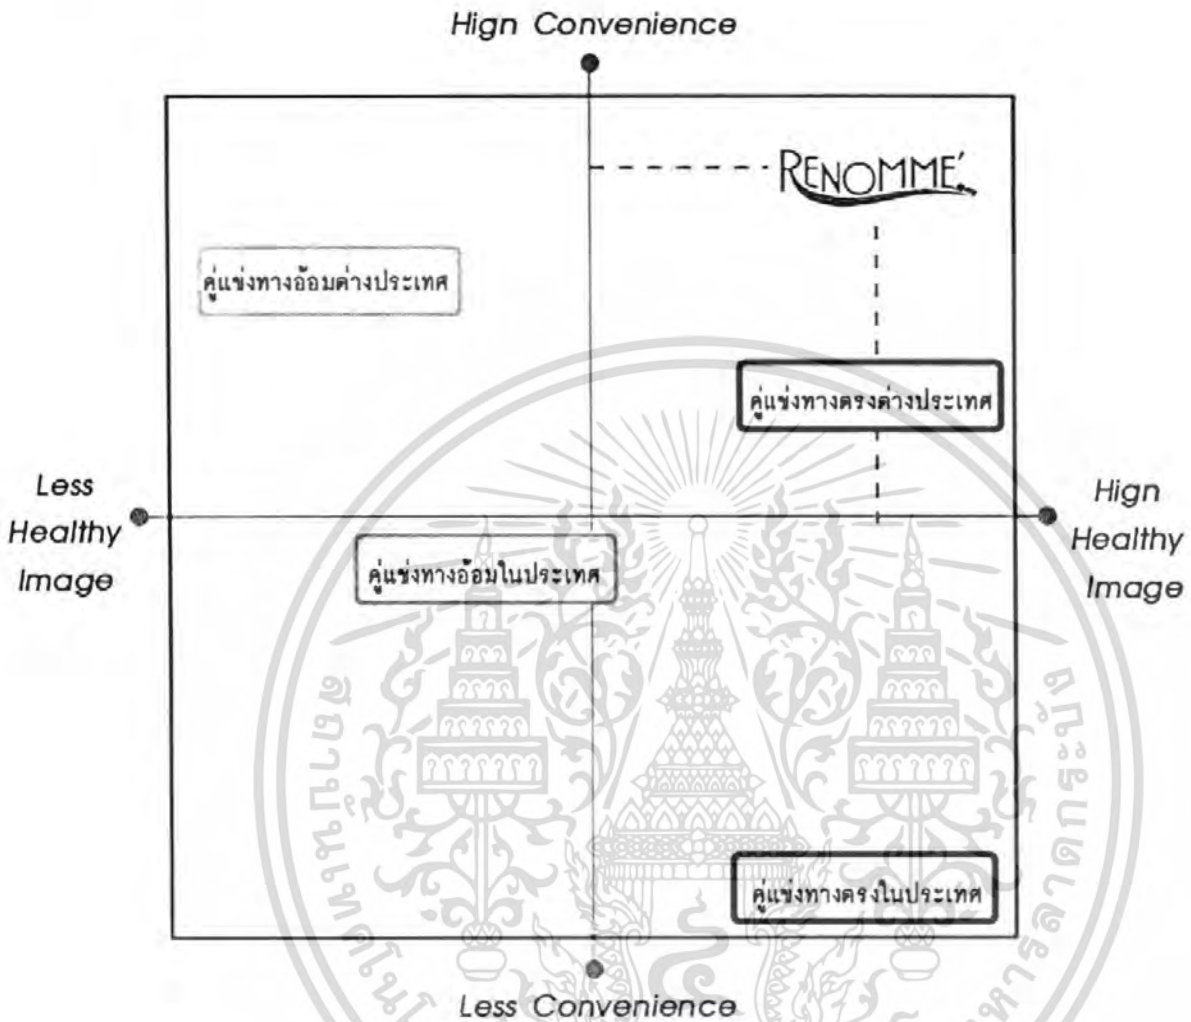 Hign Convenience
RENOMMÉ
คู่แข่งทางอ้อมต่างประเทศ
คู่แข่งทางตรงต่างประเทศ
Less
Healthy
Image
Hign
Healthy
Image
คู่แข่งทางอ้อมในประเทศ
คู่แข่งทางตรงในประเทศ
Less Convenience